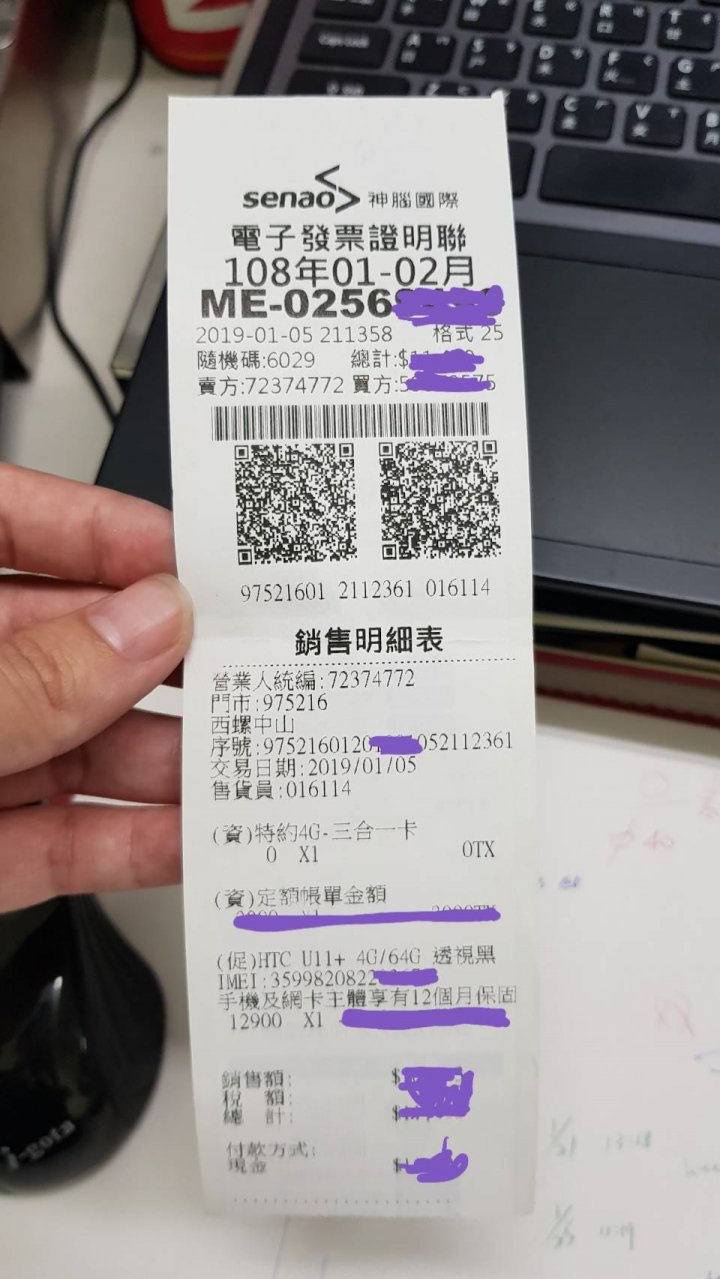 senao 神腦國際
電子發票證明聯
108年01-02月
ME-0256
2019-01-05 211358 格式 25
隨機碼:6029 總計:$
賣方:72374772 買方:5
97521601 2112361 016114
銷售明細表
營業人統編:72374772
門市:975216
西螺中山
序號:9752160120 052112361
交易日期:2019/01/05
售貨員:016114
(資)特約4G-三合一卡
0 X1 0TX
(資)定額帳單金額
(促)HTC U11+ 4G/64G 透視黑
IMEI:359982082
手機及網卡主體享有12個月保固
12900 X1
銷售額: $
稅 額:
總 計: $
付款方式:
現金 $
i-gota